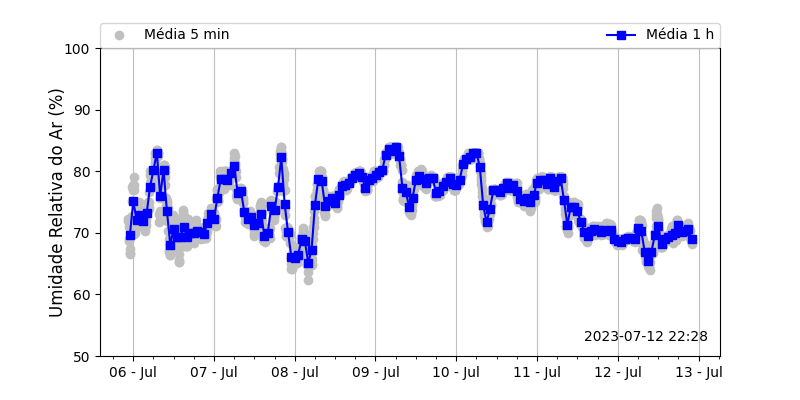 Média 5 min Média 1 h
Umidade Relativa do Ar (%)
100
90
80
70
60
50
2023-07-12 22:28
06 - Jul 07 - Jul 08 - Jul 09 - Jul 10 - Jul 11 - Jul 12 - Jul 13 - Jul